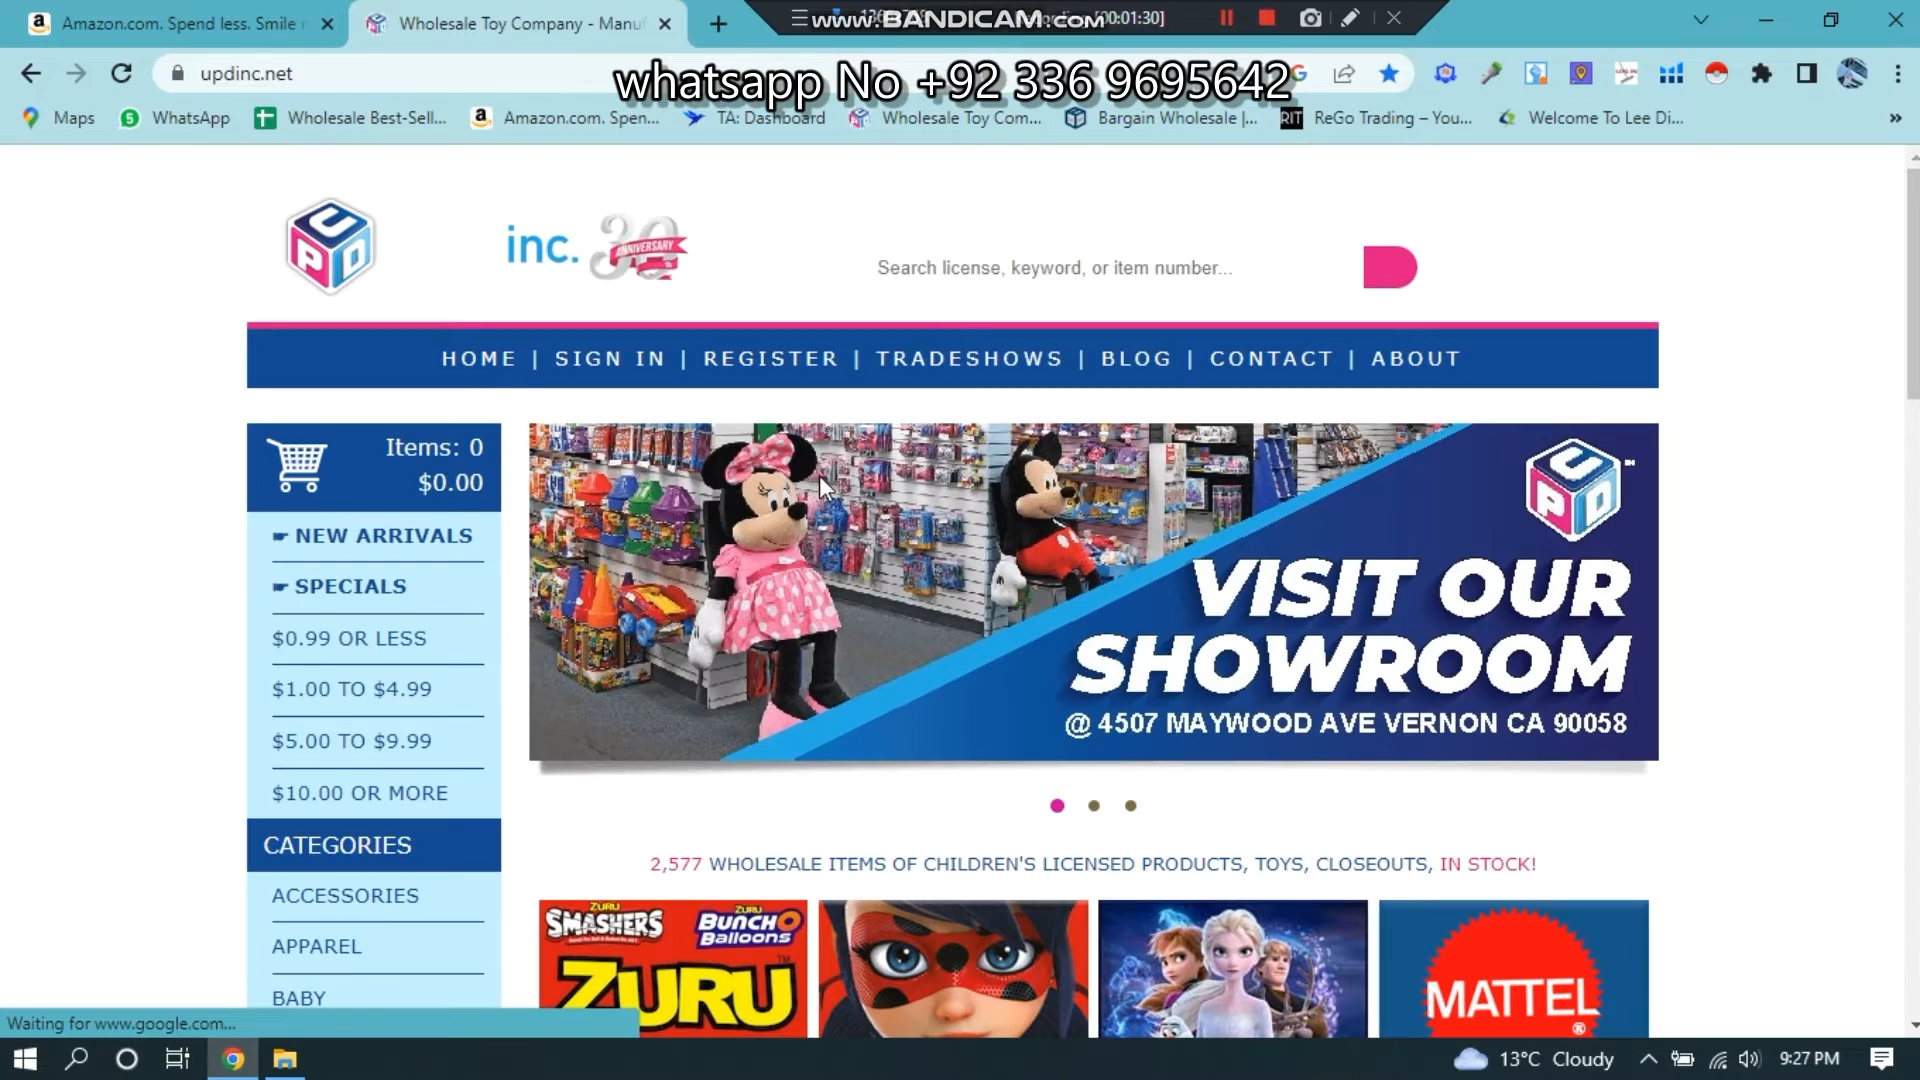 Amazon.com. Spend less. Smile
Wholesale Toy Company - Manuf
www.BANDICAM.com
[00:01:30]
updinc.net
whatsapp No +92 336 9695642
Maps
WhatsApp
Wholesale Best-Sell...
Amazon.com. Spen...
TA: Dashboard
Wholesale Toy Com...
Bargain Wholesale |...
RIT
ReGo Trading – You...
Welcome To Lee Di...
UPD
inc.
30
ANNIVERSARY
Search license, keyword, or item number...
HOME | SIGN IN | REGISTER | TRADESHOWS | BLOG | CONTACT | ABOUT
Items: 0
$0.00
NEW ARRIVALS
SPECIALS
$0.99 OR LESS
$1.00 TO $4.99
$5.00 TO $9.99
$10.00 OR MORE
CATEGORIES
ACCESSORIES
APPAREL
BABY
UPD
VISIT OUR
SHOWROOM
@ 4507 MAYWOOD AVE VERNON CA 90058
2,577 WHOLESALE ITEMS OF CHILDREN'S LICENSED PRODUCTS, TOYS, CLOSEOUTS, IN STOCK!
ZURU
SMASHERS
ZURU
BUNCH O
Balloons
ZURU™
MATTEL
®
Waiting for www.google.com...
13°C Cloudy
9:27 PM